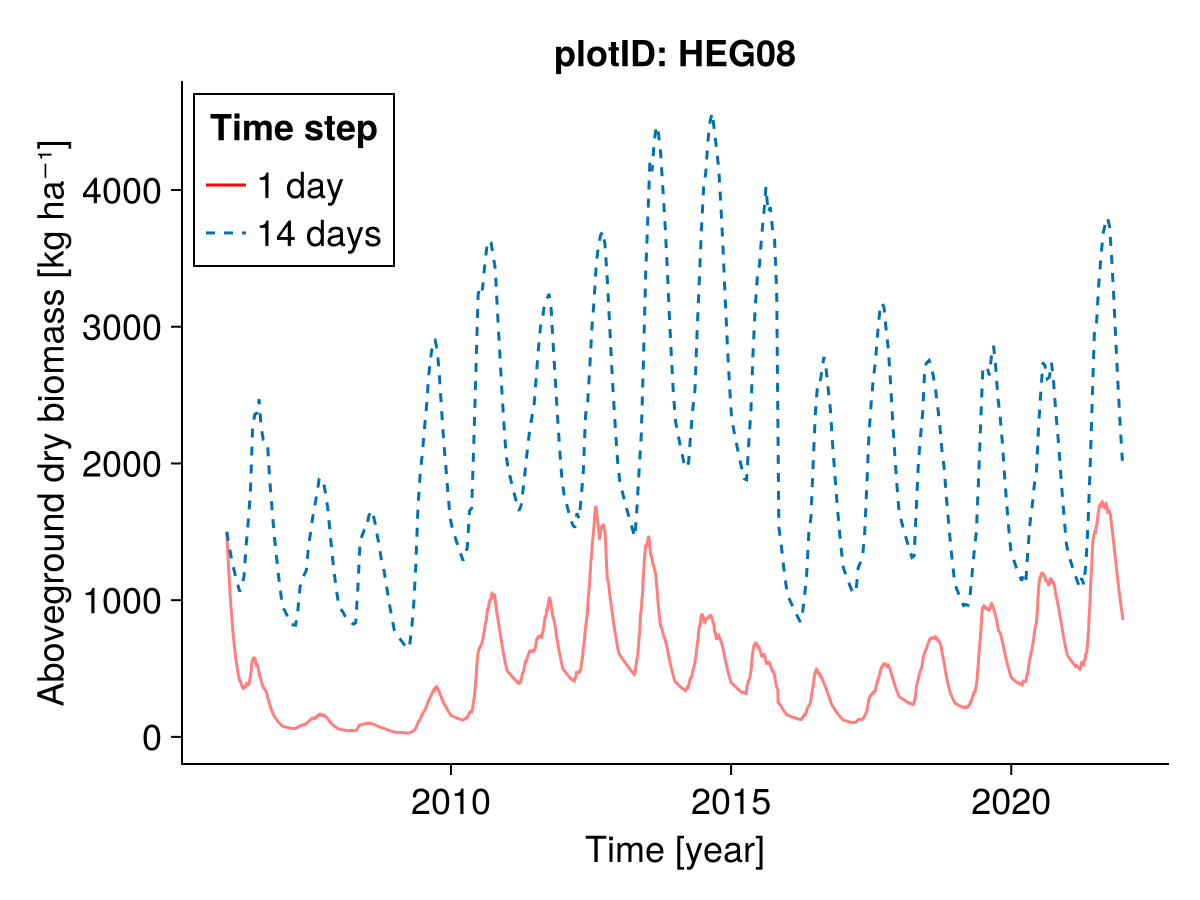 plotID: HEG08
Time step
1 day
14 days
Aboveground dry biomass [kg ha⁻¹]
4000
3000
2000
1000
0
2010
2015
2020
Time [year]